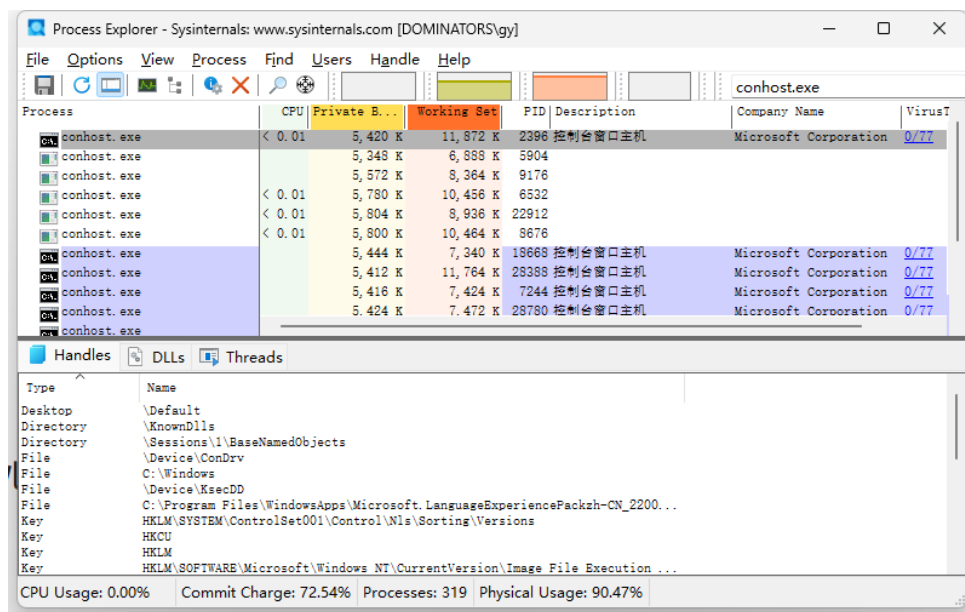 Process Explorer - Sysinternals: www.sysinternals.com [DOMINATORS\gy]
File Options View Process Find Users Handle Help
conhost.exe
Process CPU Private B... Working Set PID Description Company Name VirusT
conhost.exe < 0.01 5,420 K 11,872 K 2396 控制台窗口主机 Microsoft Corporation 0/77
conhost.exe 5,348 K 6,888 K 5904
conhost.exe 5,572 K 8,364 K 9176
conhost.exe < 0.01 5,780 K 10,456 K 6532
conhost.exe < 0.01 5,804 K 8,936 K 22912
conhost.exe < 0.01 5,800 K 10,464 K 8676
conhost.exe 5,444 K 7,340 K 18668 控制台窗口主机 Microsoft Corporation 0/77
conhost.exe 5,412 K 11,764 K 28388 控制台窗口主机 Microsoft Corporation 0/77
conhost.exe 5,416 K 7,424 K 7244 控制台窗口主机 Microsoft Corporation 0/77
conhost.exe 5,424 K 7,472 K 28780 控制台窗口主机 Microsoft Corporation 0/77
conhost.exe
Handles DLLs Threads
Type Name
Desktop \Default
Directory \KnownDlls
Directory \Sessions\1\BaseNamedObjects
File \Device\ConDrv
File C:\Windows
File \Device\KsecDD
File C:\Program Files\WindowsApps\Microsoft.LanguageExperiencePackzh-CN_2200...
Key HKLM\SYSTEM\ControlSet001\Control\Nls\Sorting\Versions
Key HKCU
Key HKLM
Key HKLM\SOFTWARE\Microsoft\Windows NT\CurrentVersion\Image File Execution ...
CPU Usage: 0.00% Commit Charge: 72.54% Processes: 319 Physical Usage: 90.47%